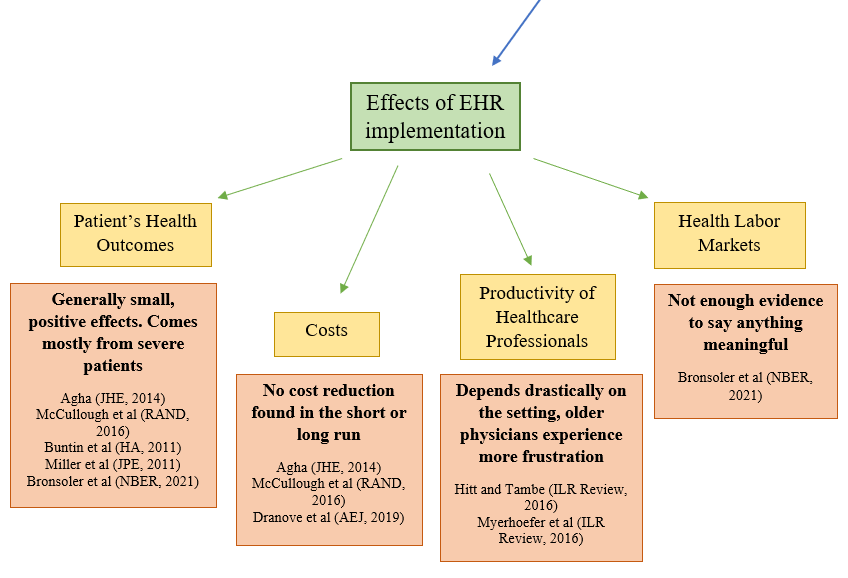 Effects of EHR
implementation
Patient’s Health
Outcomes
Generally small,
positive effects. Comes
mostly from severe
patients
Agha (JHE, 2014)
McCullough et al (RAND,
2016)
Buntin et al (HA, 2011)
Miller et al (JPE, 2011)
Bronsoler et al (NBER, 2021)
Costs
No cost reduction
found in the short or
long run
Agha (JHE, 2014)
McCullough et al (RAND,
2016)
Dranove et al (AEJ, 2019)
Productivity of
Healthcare
Professionals
Depends drastically on
the setting, older
physicians experience
more frustration
Hitt and Tambe (ILR Review,
2016)
Myerhoefer et al (ILR
Review, 2016)
Health Labor
Markets
Not enough evidence
to say anything
meaningful
Bronsoler et al (NBER,
2021)